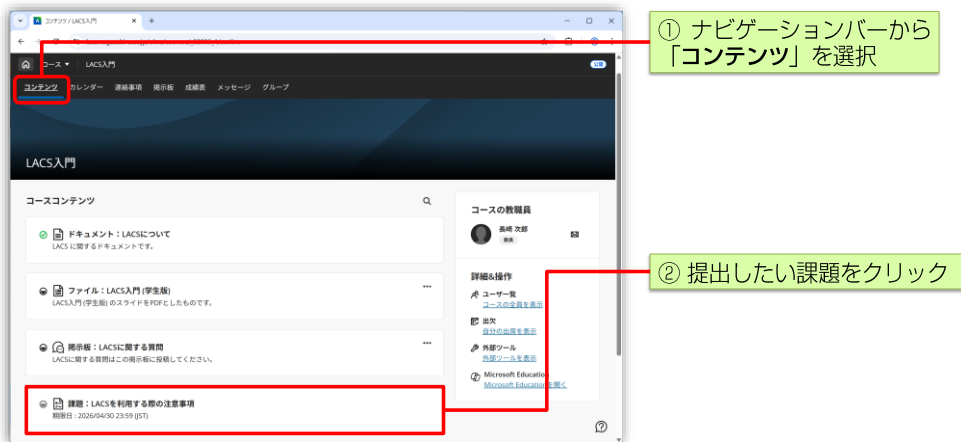 コンテンツ / LACS入門
コース
LACS入門
公開
コンテンツ
カレンダー
連絡事項
掲示板
成績表
メッセージ
グループ
LACS入門
コースコンテンツ
ドキュメント：LACSについて
LACS に関するドキュメントです。
ファイル：LACS入門 (学生版)
LACS入門 (学生版) のスライドをPDFとしたものです。
掲示板：LACSに関する質問
LACSに関する質問はこの掲示板に投稿してください。
課題：LACSを利用する際の注意事項
期限日：2026/04/30 23:59 (JST)
コースの教職員
長崎 次郎
教員
詳細&操作
ユーザ一覧
コースの全員を表示
出欠
自分の出席を表示
外部ツール
外部ツールを表示
Microsoft Education
Microsoft Educationを開く
① ナビゲーションバーから
「コンテンツ」を選択
② 提出したい課題をクリック